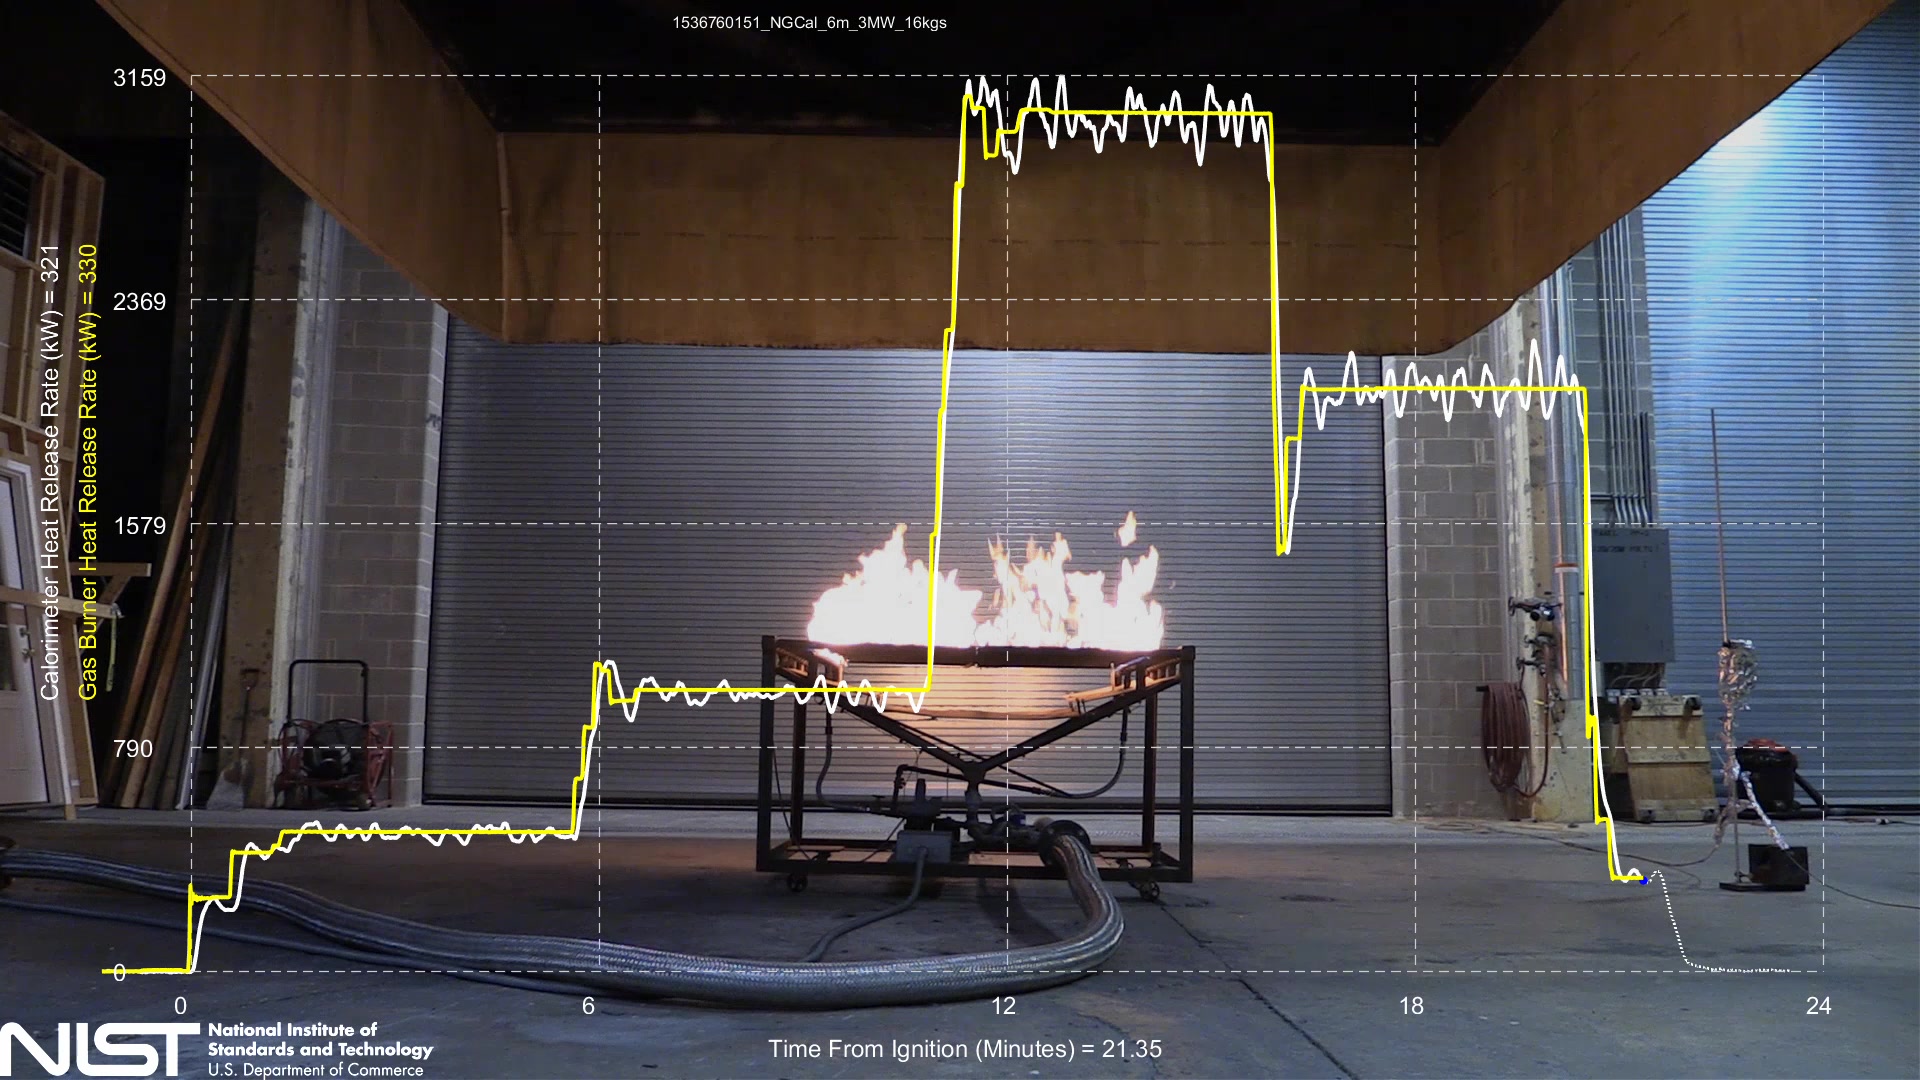 1536760151_NGCal_6m_3MW_16kgs
3159
2369
1579
790
0
Calorimeter Heat Release Rate (kW) = 321
Gas Burner Heat Release Rate (kW) = 330
0 6 12 18 24
Time From Ignition (Minutes) = 21.35
NIST
National Institute of
Standards and Technology
U.S. Department of Commerce